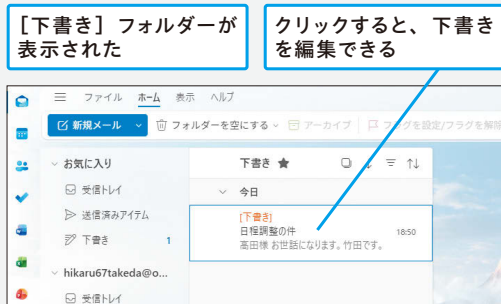 ［下書き］フォルダーが
表示された
クリックすると、下書き
を編集できる
ファイル ホーム 表示 ヘルプ
新規メール フォルダーを空にする アーカイブ フラグを設定/フラグを解除
お気に入り
受信トレイ
送信済みアイテム
下書き 1
hikaru67takeda@o...
受信トレイ
下書き
今日
[下書き]
日程調整の件 18:50
高田様 お世話になります。竹田です。